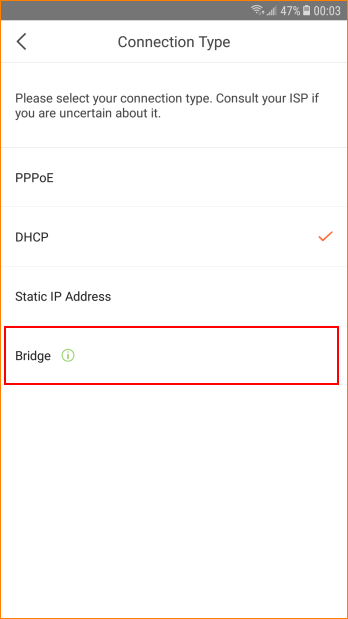 47% 00:03
Connection Type
Please select your connection type. Consult your ISP if
you are uncertain about it.
PPPoE
DHCP
Static IP Address
Bridge